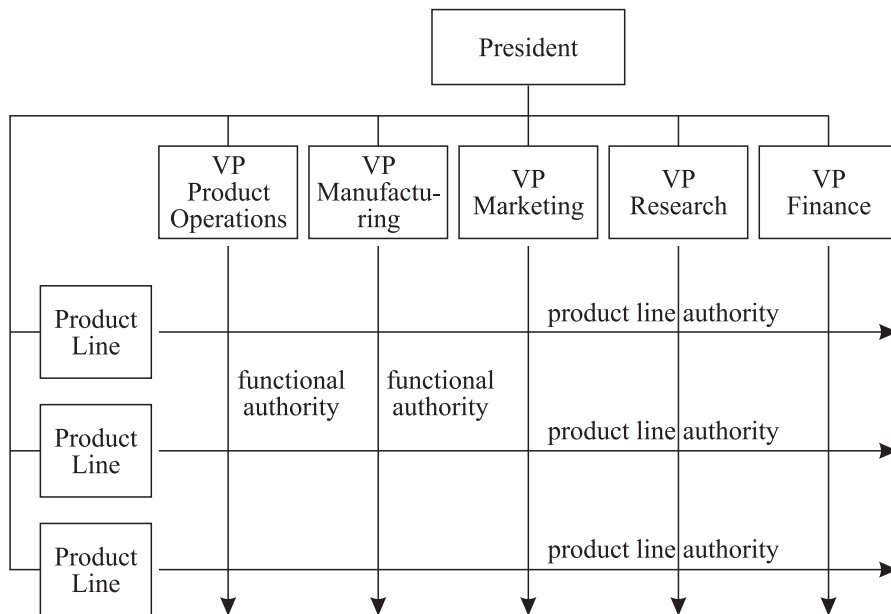 President
VP
Product
Operations
VP
Manufactu-
ring
VP
Marketing
VP
Research
VP
Finance
Product
Line
product line authority
functional
authority
functional
authority
Product
Line
product line authority
Product
Line
product line authority